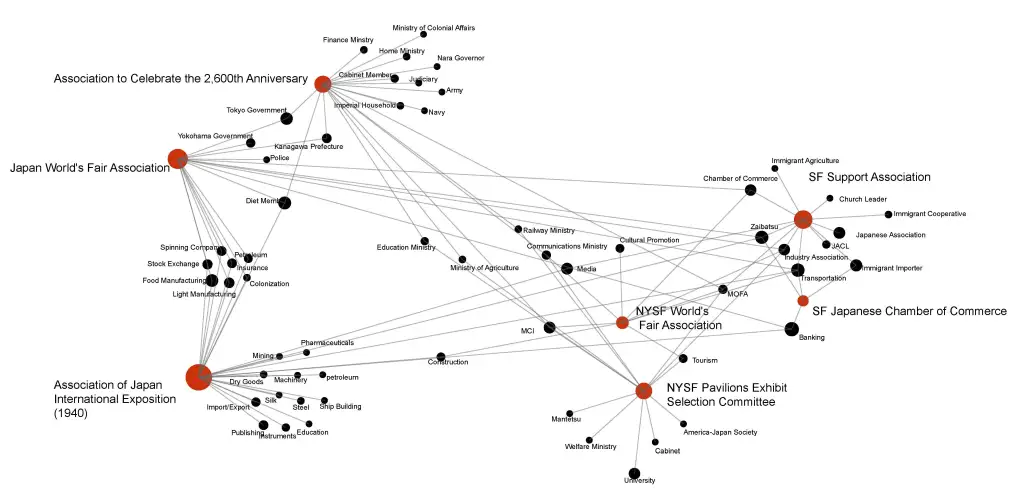 Ministry of Colonial Affairs
Finance Minstry
Home Ministry
Nara Governor
Association to Celebrate the 2,600th Anniversary
Cabinet Member
Judiciary
Army
Imperial Household
Navy
Tokyo Government
Yokohama Government
Kanagawa Prefecture
Police
Japan World's Fair Association
Immigrant Agriculture
Chamber of Commerce
SF Support Association
Church Leader
Diet Memb
Immigrant Cooperative
Railway Ministry
Zaibatsu
Japanese Association
Education Ministry
Communications Ministry
Cultural Promotion
JACL
Spinning Company
Petroleum
Industry Association
Stock Exchange
Insurance
Ministry of Agriculture
Media
Immigrant Importer
Food Manufacturing
Colonization
Transportation
Light Manufacturing
MOFA
NYSF World's
Fair Association
SF Japanese Chamber of Commerce
MCI
Banking
Pharmaceuticals
Mining
Construction
Tourism
Association of Japan
International Exposition
(1940)
Dry Goods
Machinery
petroleum
NYSF Pavilions Exhibit
Selection Committee
Silk
Import/Export
Steel
Ship Building
Mantetsu
Publishing
Instruments
Education
America-Japan Society
Welfare Ministry
Cabinet
University